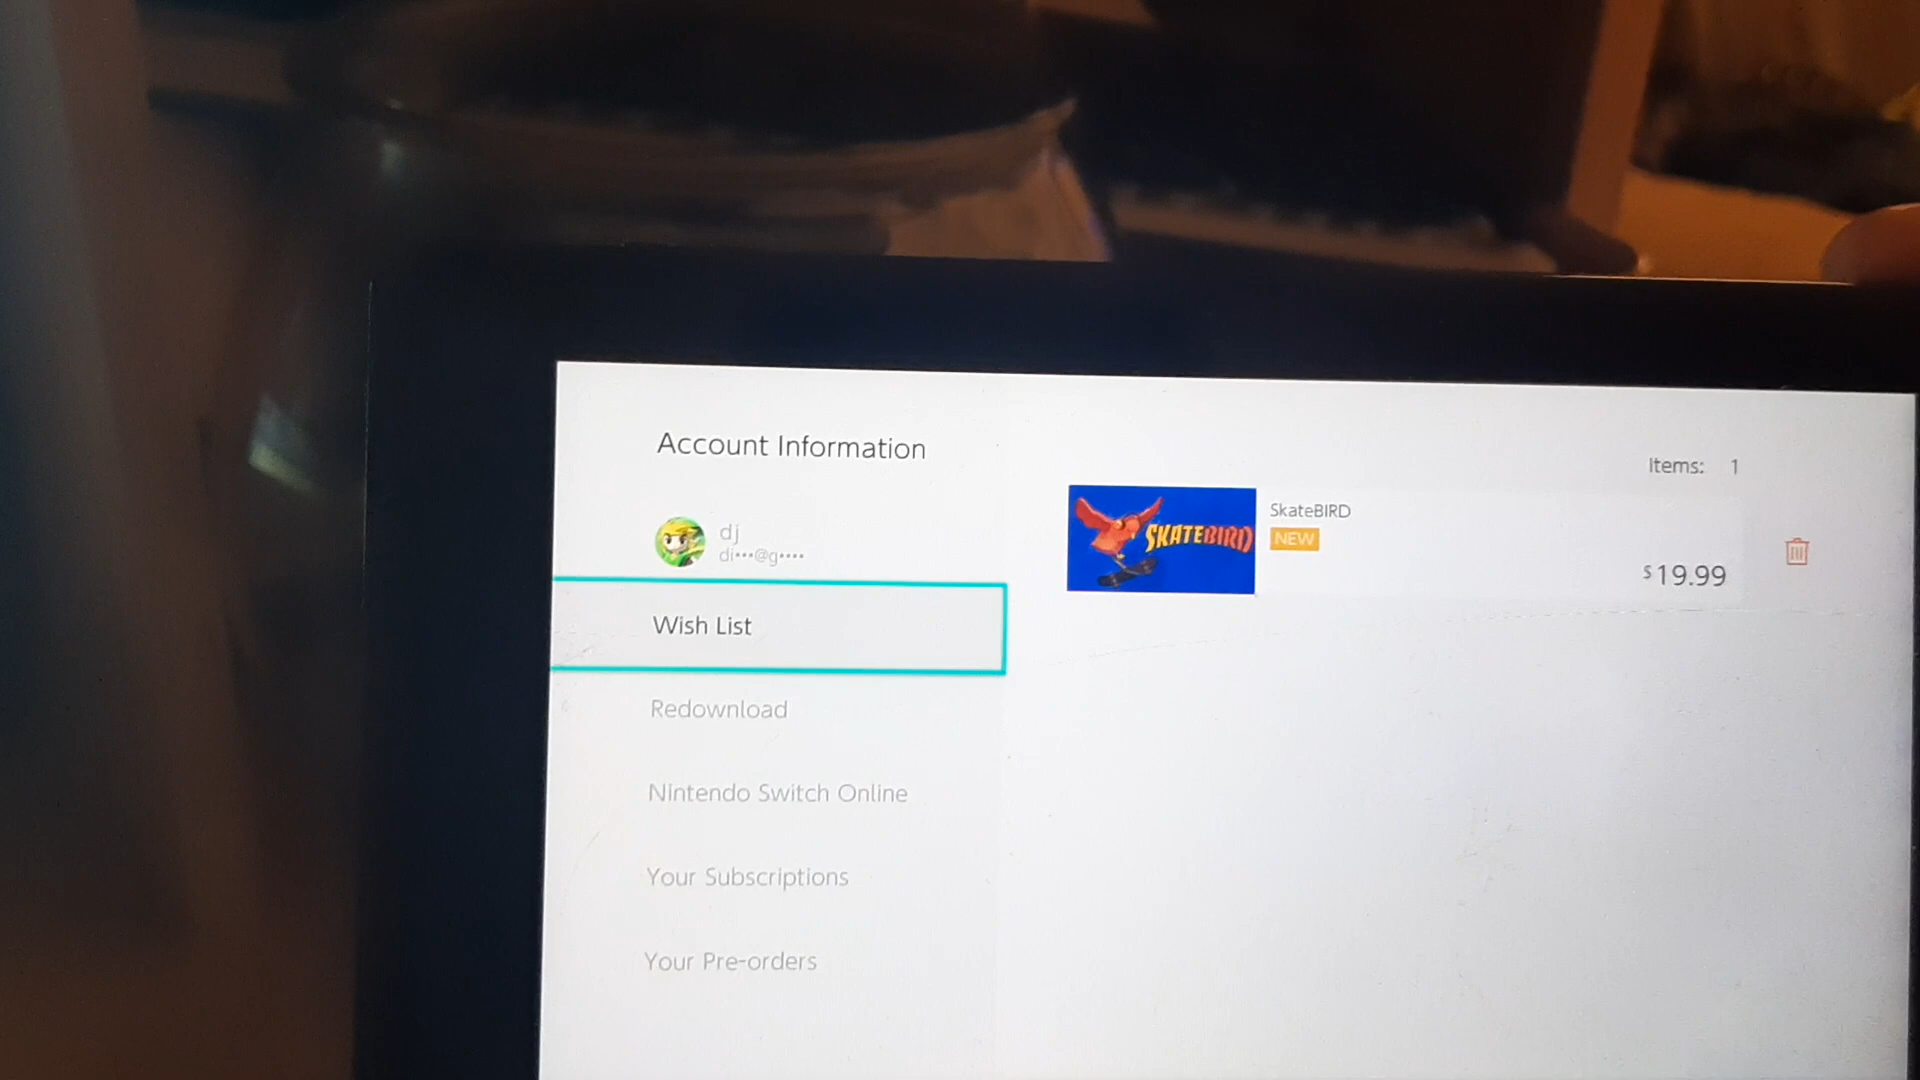 Account Information
Items: 1
dj
di•••@g••••
SKATEBIRD
SkateBIRD
NEW
$19.99
Wish List
Redownload
Nintendo Switch Online
Your Subscriptions
Your Pre-orders